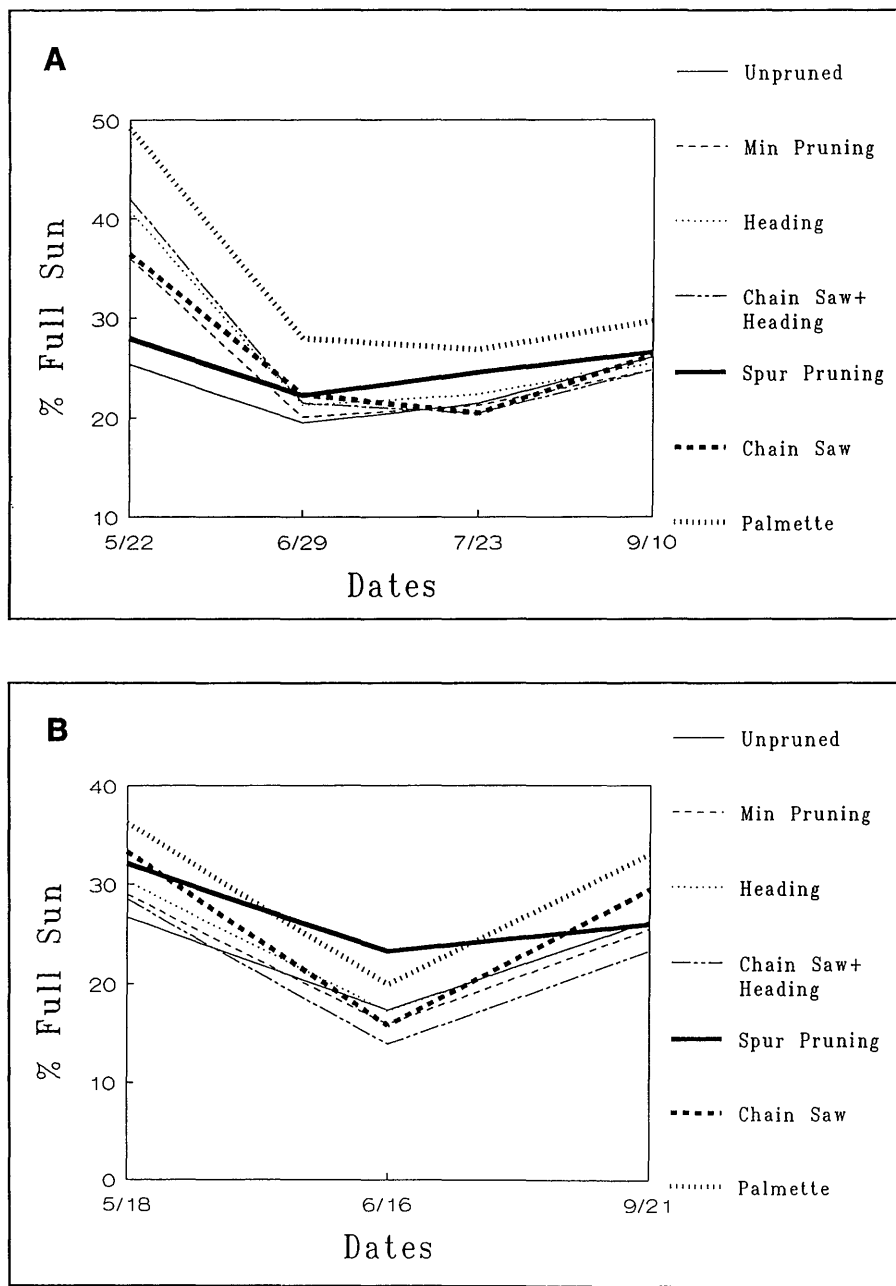 A
Unpruned
Min Pruning
Heading
Chain Saw+
Heading
Spur Pruning
Chain Saw
Palmette
% Full Sun
50
40
30
20
10
5/22 6/29 7/23 9/10
Dates
B
Unpruned
Min Pruning
Heading
Chain Saw+
Heading
Spur Pruning
Chain Saw
Palmette
% Full Sun
40
30
20
10
0
5/18 6/16 9/21
Dates